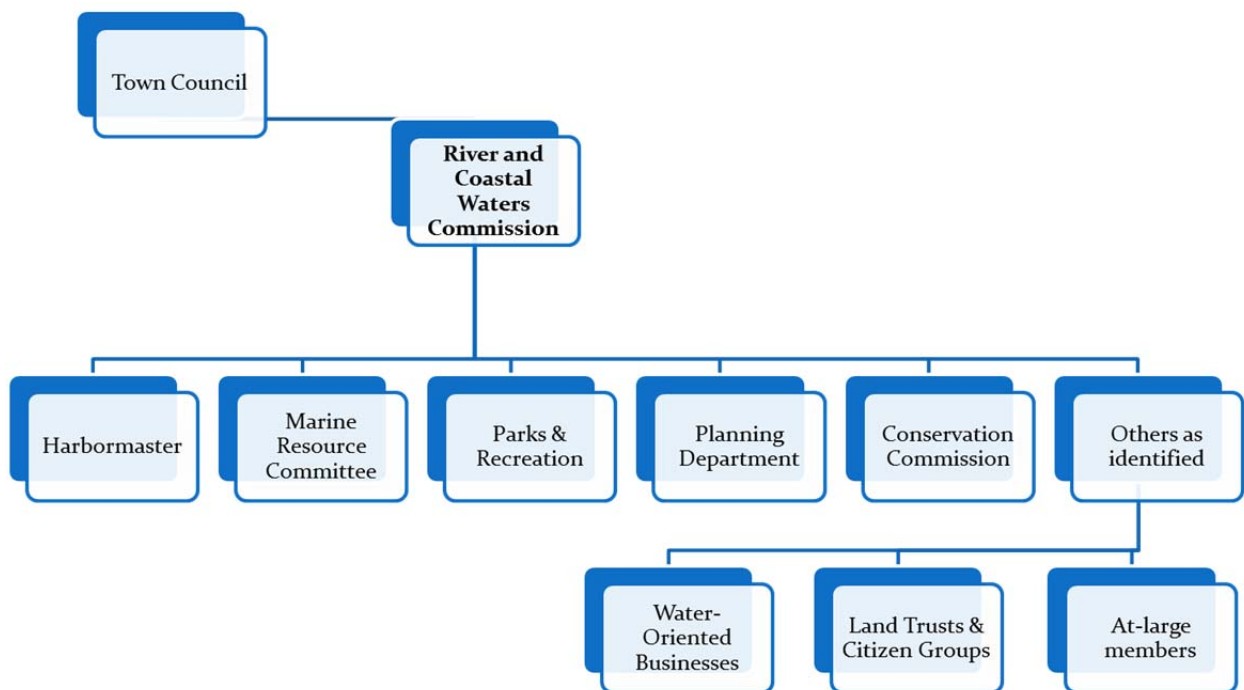 Town Council
River and
Coastal
Waters
Commission
Harbormaster
Marine
Resource
Committee
Parks &
Recreation
Planning
Department
Conservation
Commission
Others as
identified
Water-
Oriented
Businesses
Land Trusts &
Citizen Groups
At-large
members